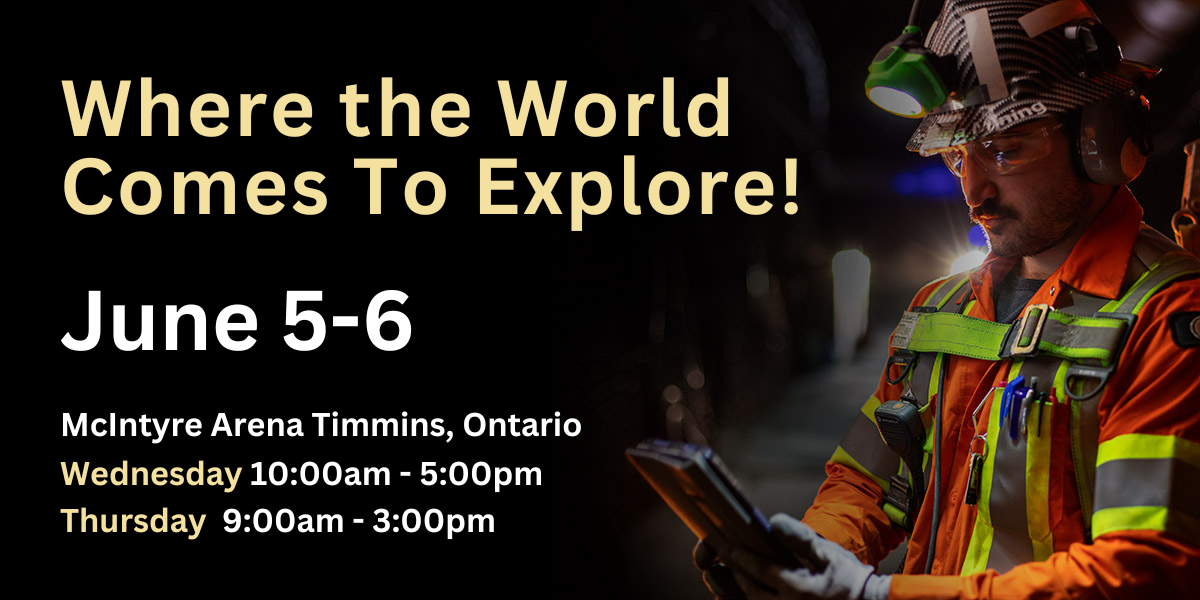 Where the World
Comes To Explore!
June 5-6
McIntyre Arena Timmins, Ontario
Wednesday 10:00am - 5:00pm
Thursday 9:00am - 3:00pm